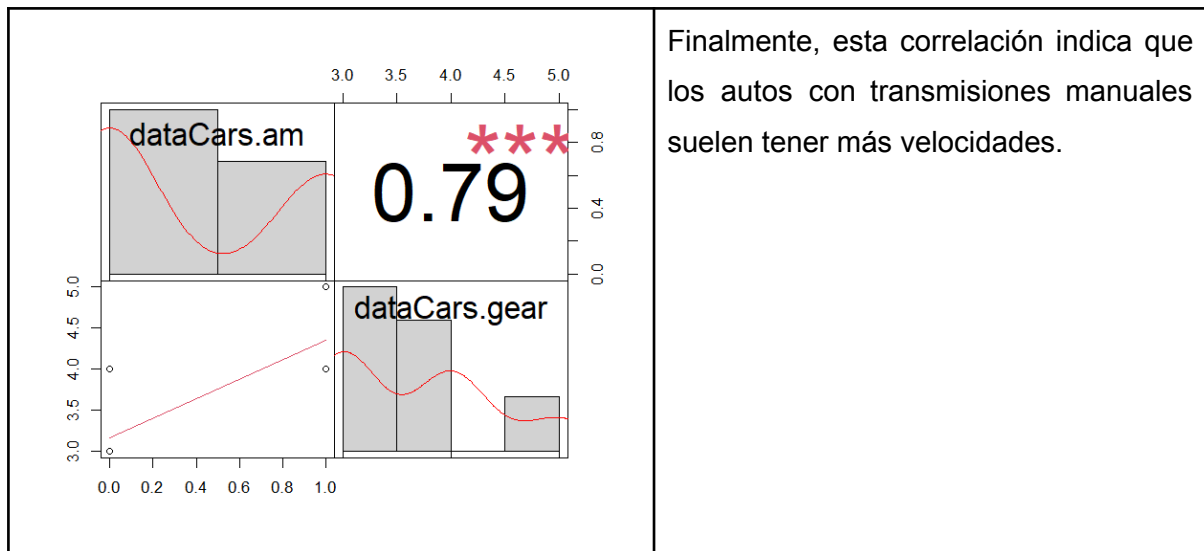 3.0 3.5 4.0 4.5 5.0
dataCars.am
***
0.79
0.0 0.4 0.8
3.0 3.5 4.0 4.5 5.0
dataCars.gear
0.0 0.2 0.4 0.6 0.8 1.0
Finalmente, esta correlación indica que
los autos con transmisiones manuales
suelen tener más velocidades.